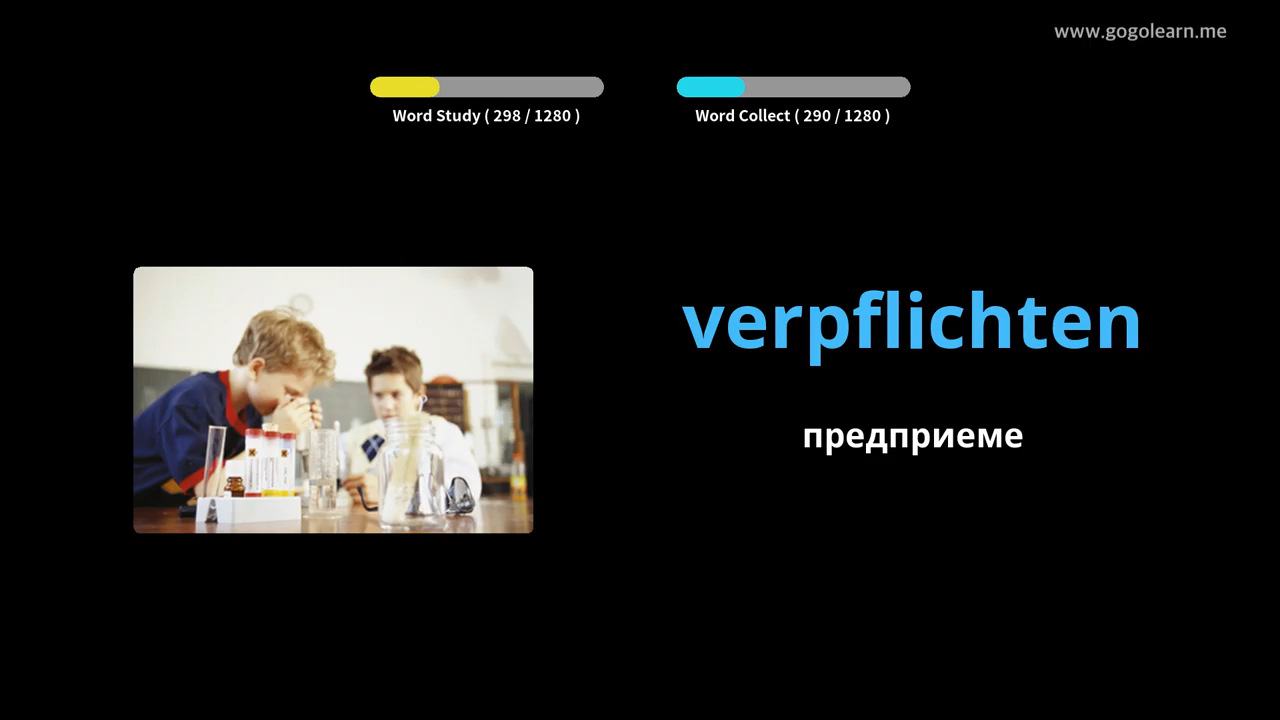 www.gogolearn.me
Word Study ( 298 / 1280 )
Word Collect ( 290 / 1280 )
verpflichten
предприеме